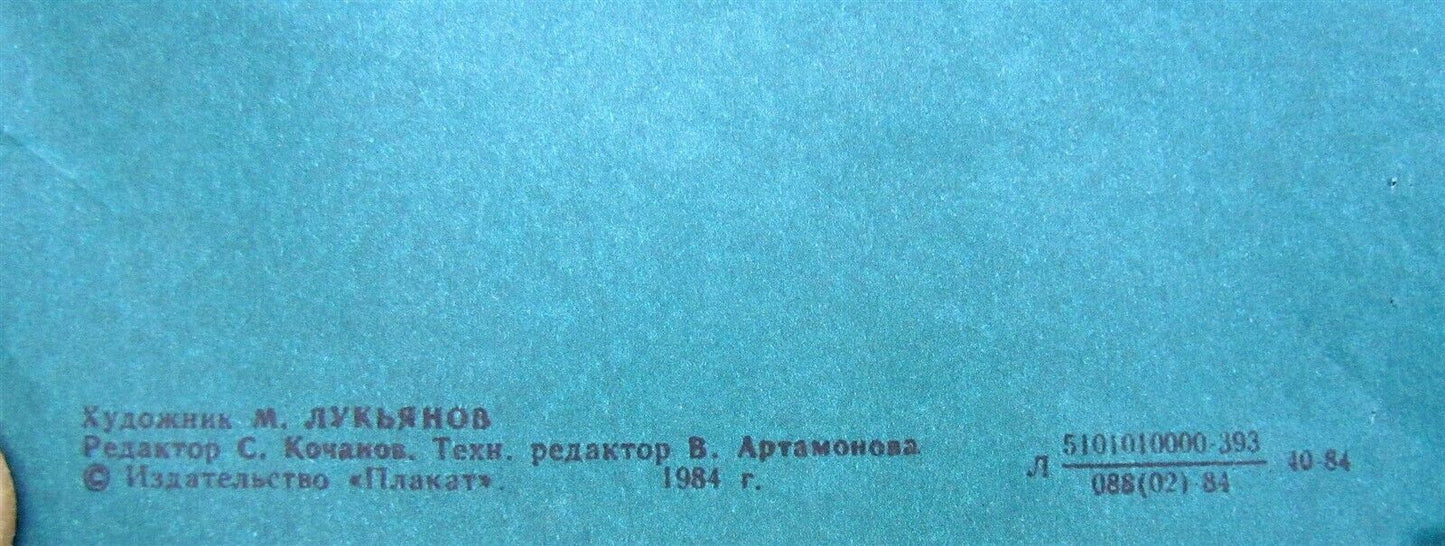 Художник М. ЛУКЬЯНОВ
Редактор С. Кочанов. Техн. редактор В. Артамонова
© Издательство «Плакат». 1984 г.
Л 5101010000-393 40-84
088(02)-84